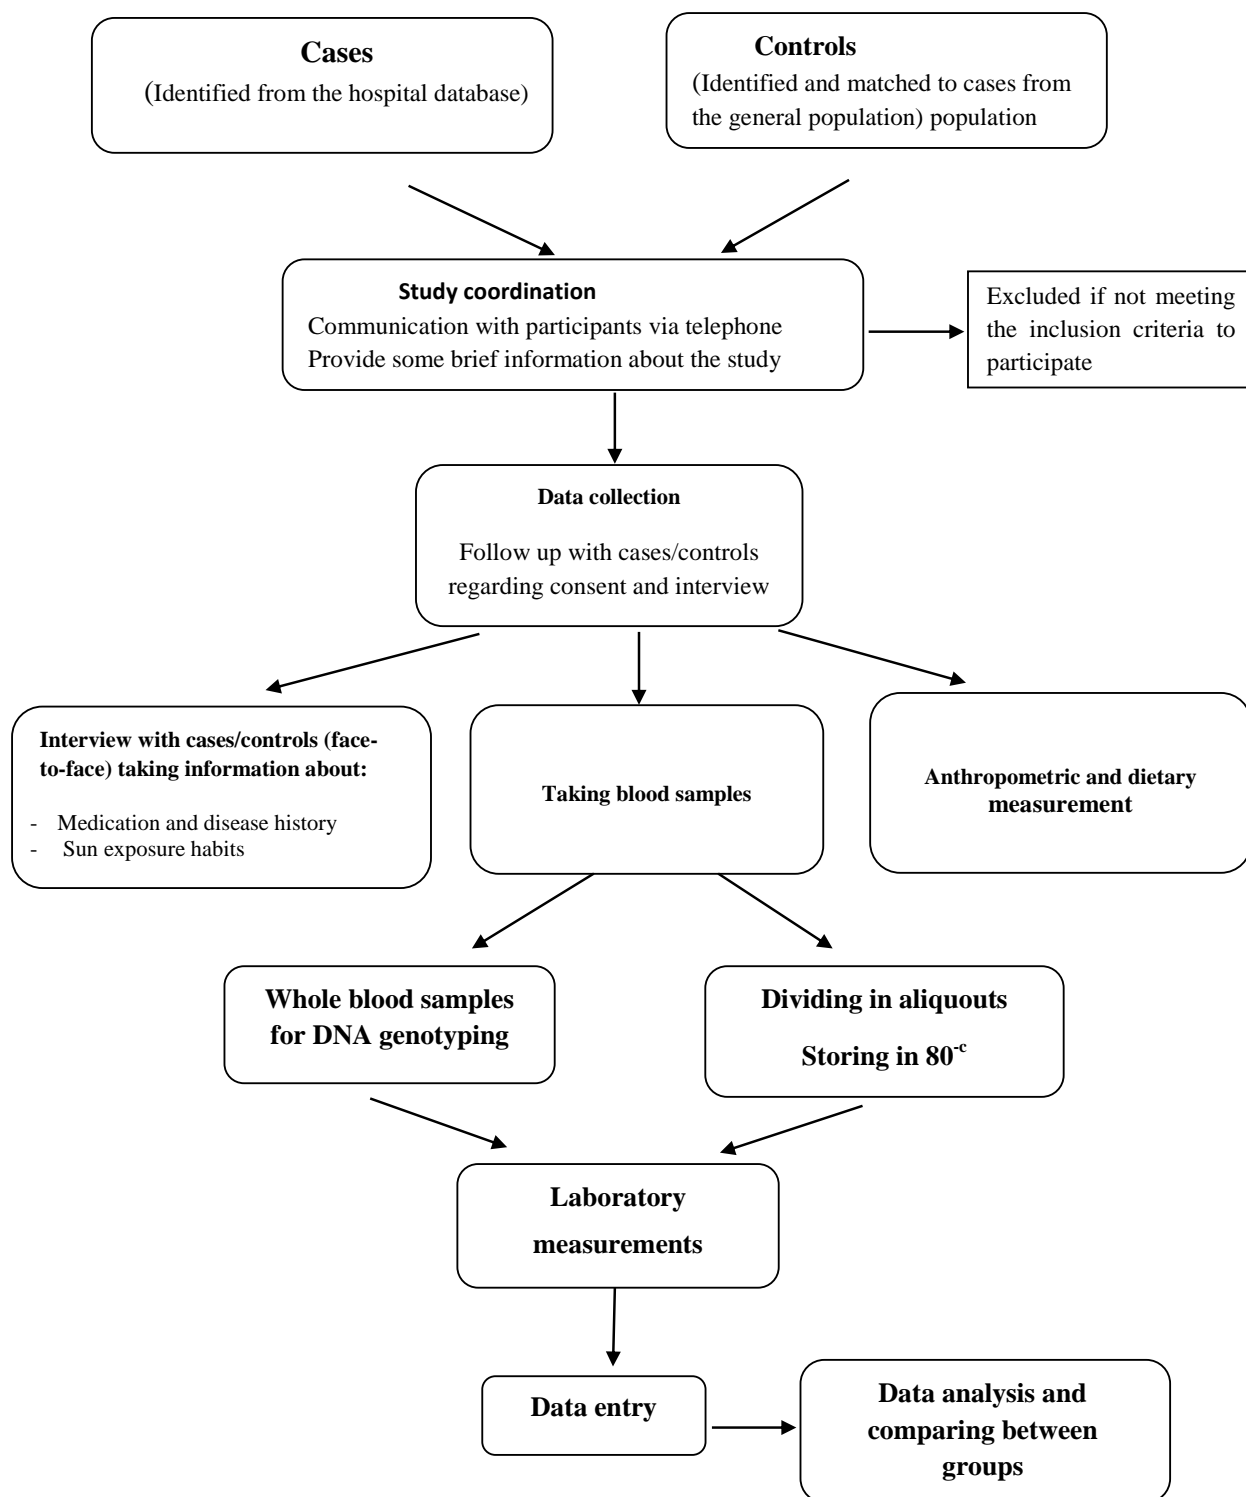 Cases
(Identified from the hospital database)
Controls
(Identified and matched to cases from
the general population) population
Study coordination
Communication with participants via telephone
Provide some brief information about the study
Excluded if not meeting
the inclusion criteria to
participate
Data collection
Follow up with cases/controls
regarding consent and interview
Interview with cases/controls (face-
to-face) taking information about:
- Medication and disease history
- Sun exposure habits
Taking blood samples
Anthropometric and dietary
measurement
Whole blood samples
for DNA genotyping
Dividing in aliquouts
Storing in 80⁻ᶜ
Laboratory
measurements
Data entry
Data analysis and
comparing between
groups